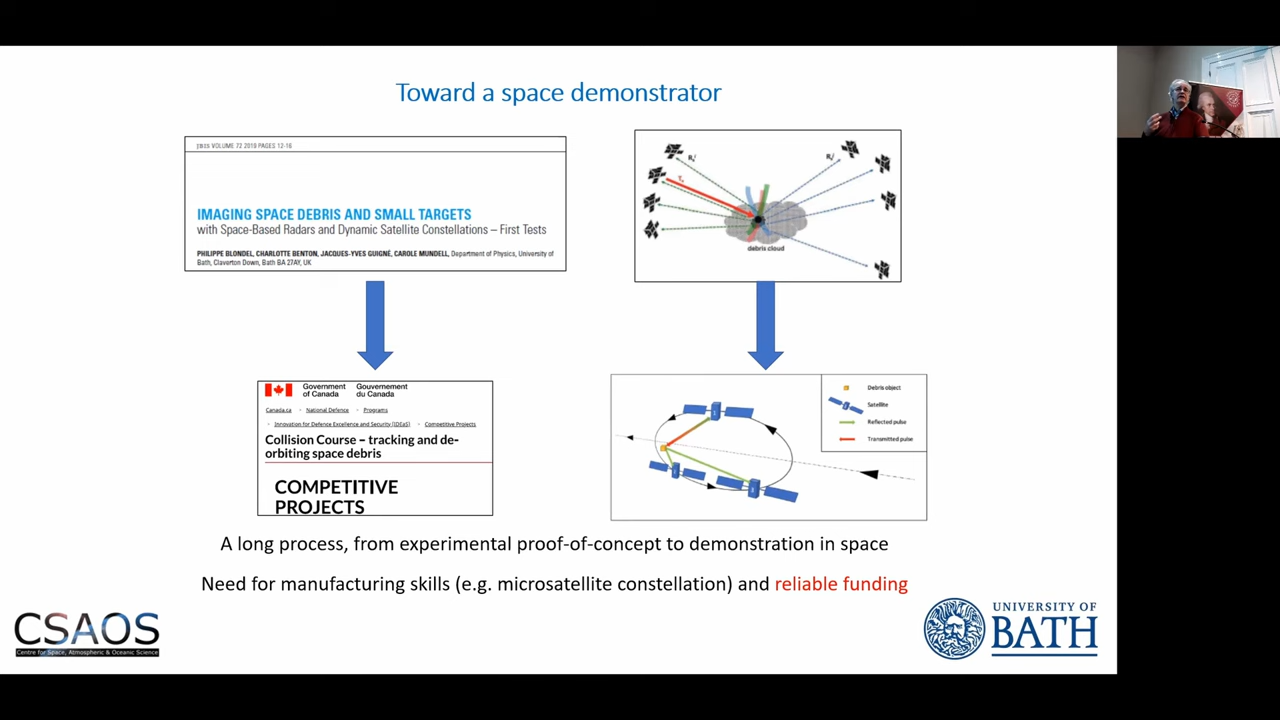 Toward a space demonstrator
JBIS VOLUME 72 2019 PAGES 12-16
IMAGING SPACE DEBRIS AND SMALL TARGETS
with Space-Based Radars and Dynamic Satellite Constellations – First Tests
PHILIPPE BLONDEL, CHARLOTTE BENTON, JACQUES-YVES GUIGNÉ, CAROLE MUNDELL, Department of Physics, University of
Bath, Claverton Down, Bath BA 27AY, UK
debris cloud
Government Gouvernement
of Canada du Canada
Canada.ca National Defence Programs
Innovation for Defence Excellence and Security (IDEaS) Competitive Projects
Collision Course – tracking and de-
orbiting space debris
COMPETITIVE
PROJECTS
Debris object
Satellite
Reflected pulse
Transmitted pulse
A long process, from experimental proof-of-concept to demonstration in space
Need for manufacturing skills (e.g. microsatellite constellation) and reliable funding
CSAOS
Centre for Space, Atmospheric & Oceanic Science
UNIVERSITY OF
BATH